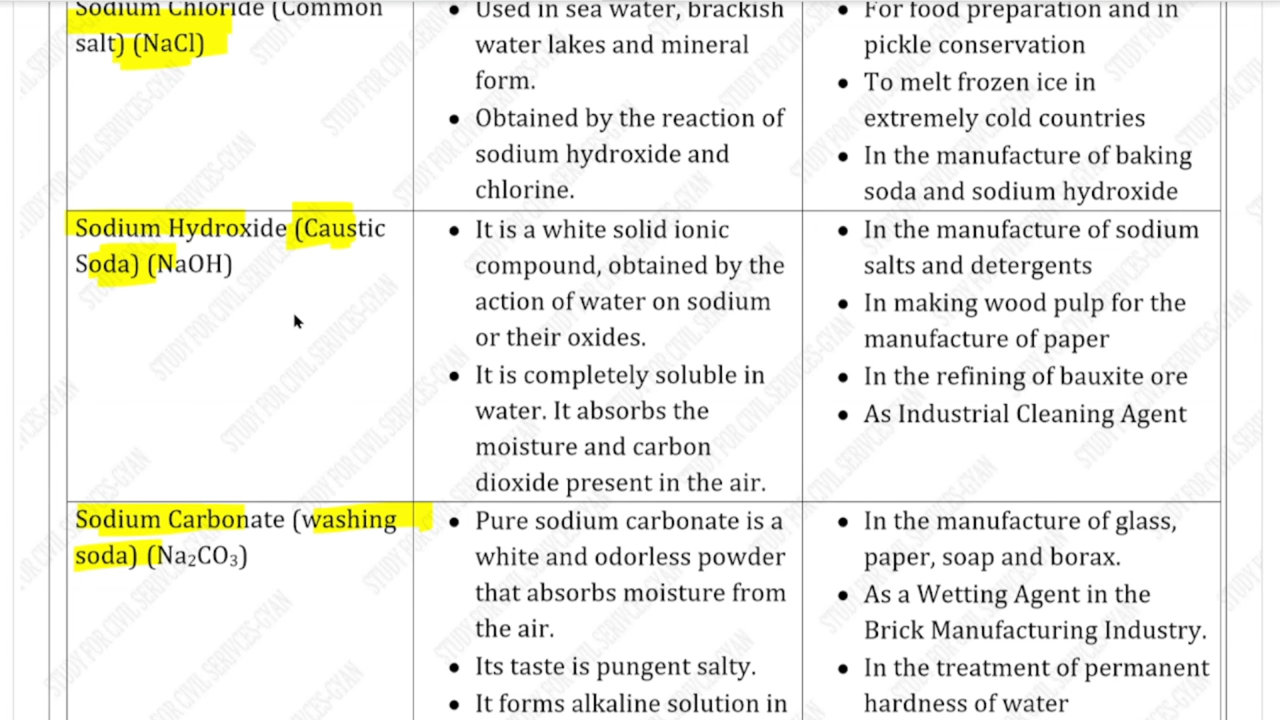 Sodium Chloride (Common
salt) (NaCl)
Used in sea water, brackish
water lakes and mineral
form.
Obtained by the reaction of
sodium hydroxide and
chlorine.
For food preparation and in
pickle conservation
To melt frozen ice in
extremely cold countries
In the manufacture of baking
soda and sodium hydroxide
Sodium Hydroxide (Caustic
Soda) (NaOH)
It is a white solid ionic
compound, obtained by the
action of water on sodium
or their oxides.
It is completely soluble in
water. It absorbs the
moisture and carbon
dioxide present in the air.
In the manufacture of sodium
salts and detergents
In making wood pulp for the
manufacture of paper
In the refining of bauxite ore
As Industrial Cleaning Agent
Sodium Carbonate (washing
soda) (Na₂CO₃)
Pure sodium carbonate is a
white and odorless powder
that absorbs moisture from
the air.
Its taste is pungent salty.
It forms alkaline solution in
In the manufacture of glass,
paper, soap and borax.
As a Wetting Agent in the
Brick Manufacturing Industry.
In the treatment of permanent
hardness of water
STUDY FOR CIVIL SERIVCES-GYAN